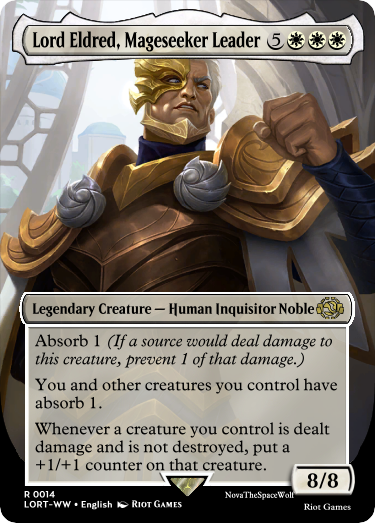 Lord Eldred, Mageseeker Leader 5
Legendary Creature — Human Inquisitor Noble
Absorb 1 (If a source would deal damage to
this creature, prevent 1 of that damage.)
You and other creatures you control have
absorb 1.
Whenever a creature you control is dealt
damage and is not destroyed, put a
+1/+1 counter on that creature.
8/8
R 0014
LORT-WW • English Riot Games
NovaTheSpaceWolf
Riot Games